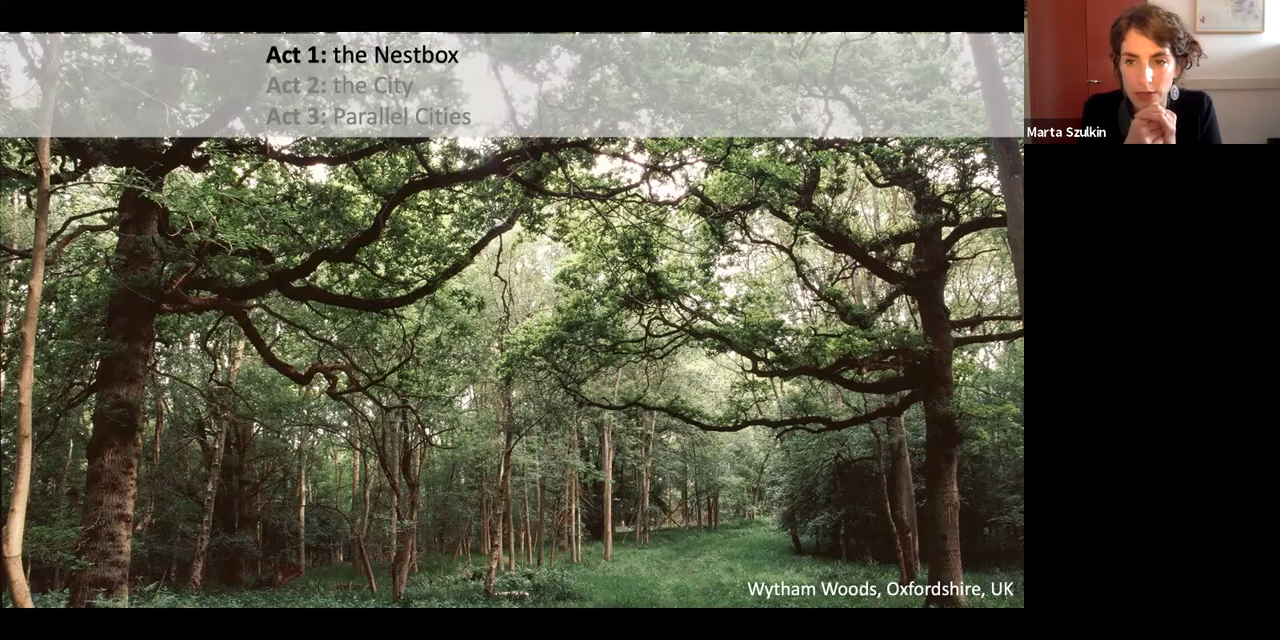 Act 1: the Nestbox
Act 2: the City
Act 3: Parallel Cities
Marta Szulkin
Wytham Woods, Oxfordshire, UK